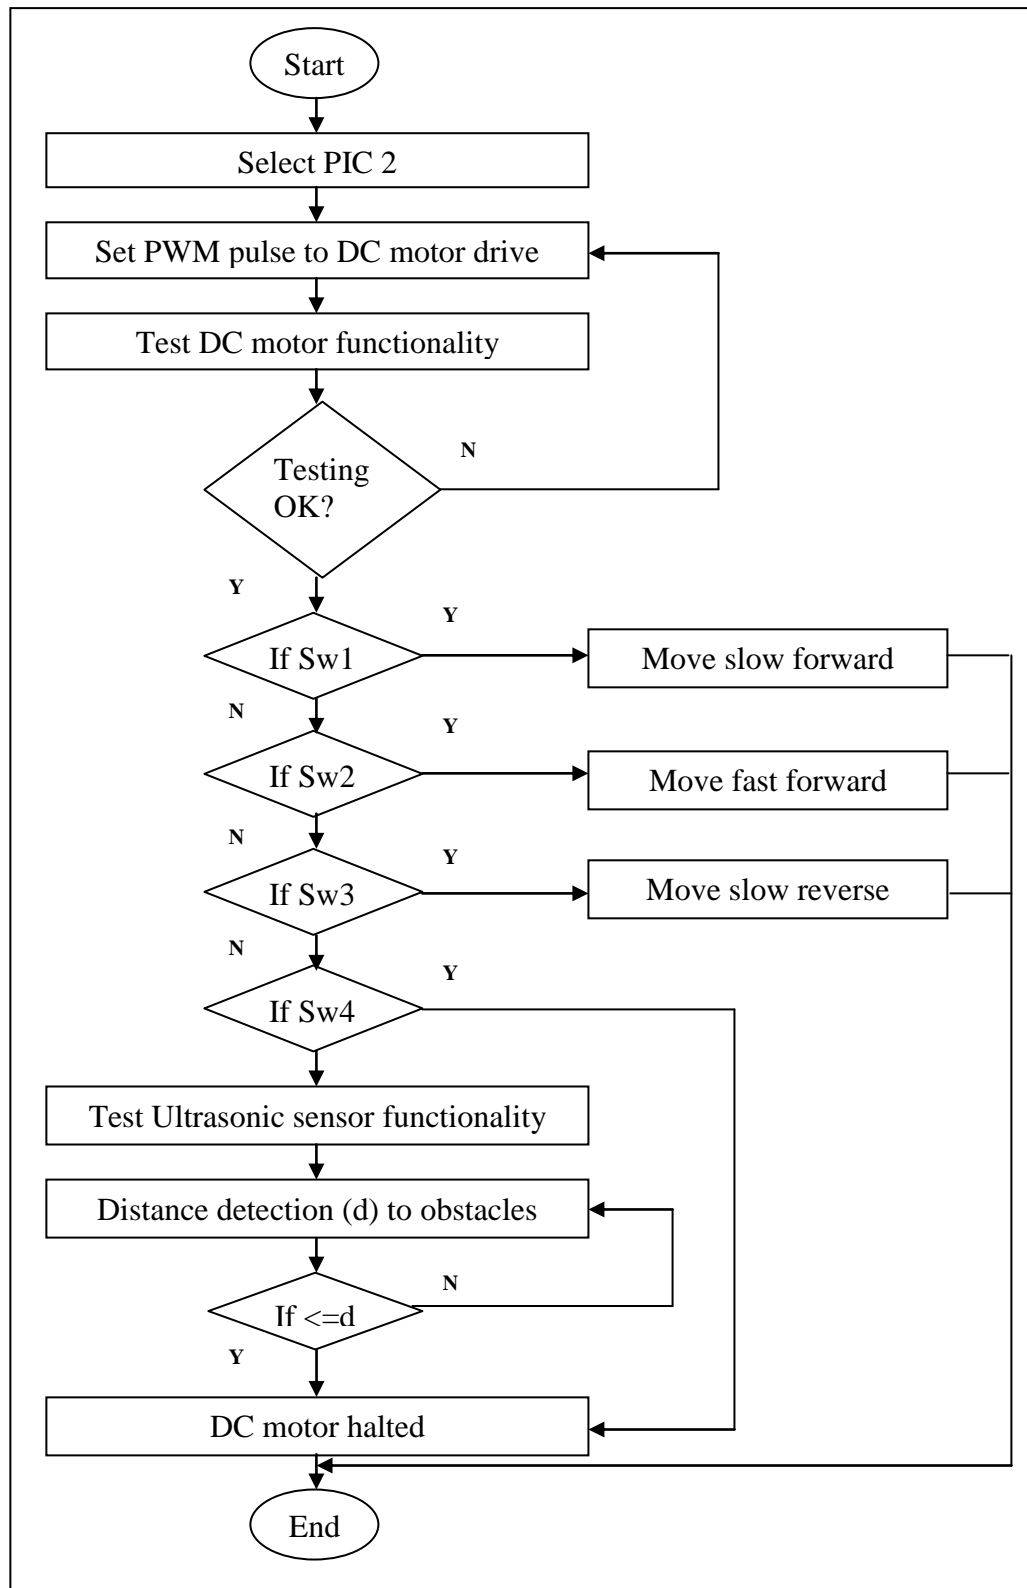 Start
Select PIC 2
Set PWM pulse to DC motor drive
Test DC motor functionality
Testing
OK?
N
Y
If Sw1
Y
Move slow forward
N
If Sw2
Y
Move fast forward
N
If Sw3
Y
Move slow reverse
N
If Sw4
Y
Test Ultrasonic sensor functionality
Distance detection (d) to obstacles
If <=d
N
Y
DC motor halted
End